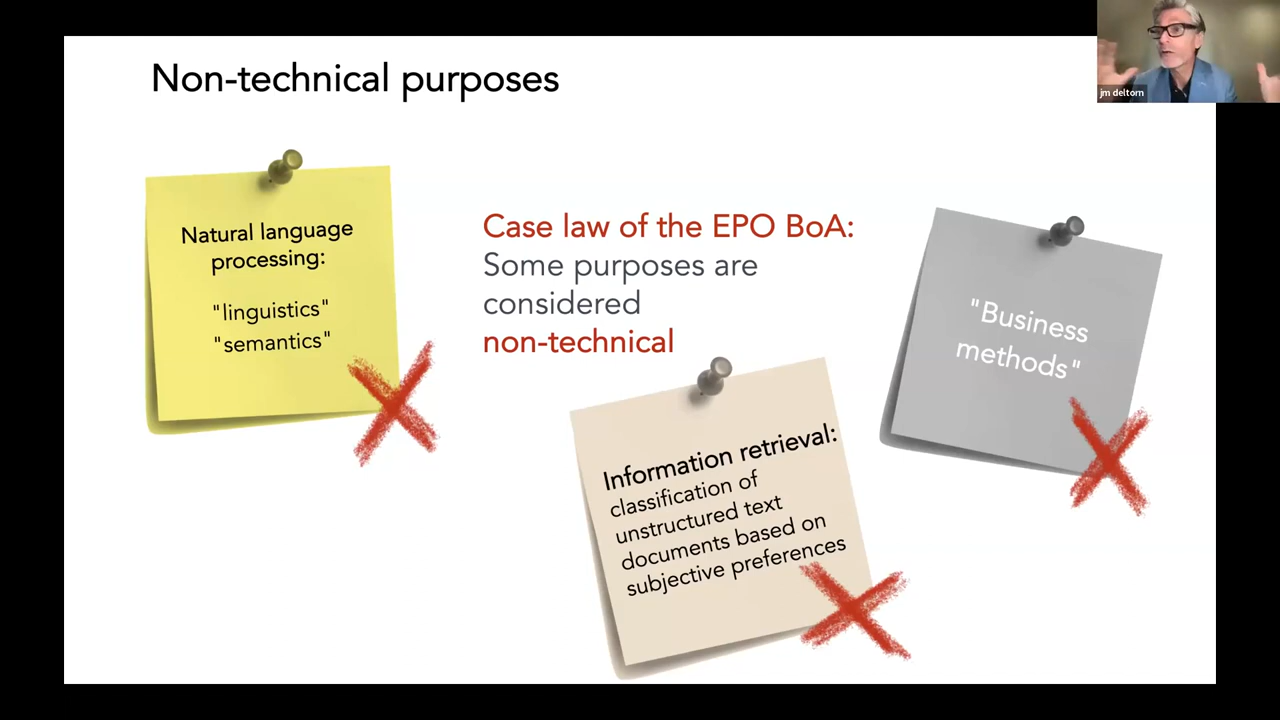 Non-technical purposes
jm deltorn
Natural language
processing:
"linguistics"
"semantics"
Case law of the EPO BoA:
Some purposes are
considered
non-technical
"Business
methods"
Information retrieval:
classification of
unstructured text
documents based on
subjective preferences